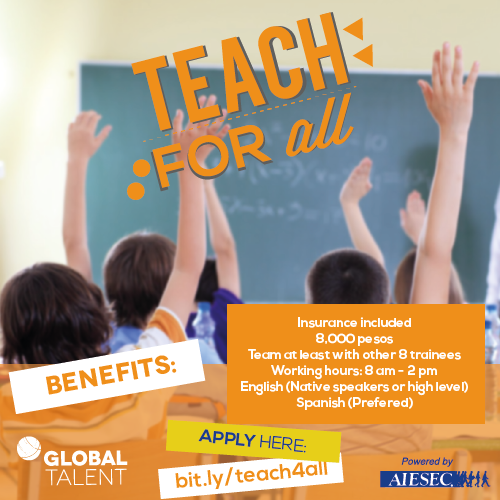 TEACH
FOR all
Insurance included
8,000 pesos
Team at least with other 8 trainees
Working hours: 8 am - 2 pm
English (Native speakers or high level)
Spanish (Prefered)
BENEFITS:
APPLY HERE:
bit.ly/teach4all
GLOBAL
TALENT
Powered by
AIESEC